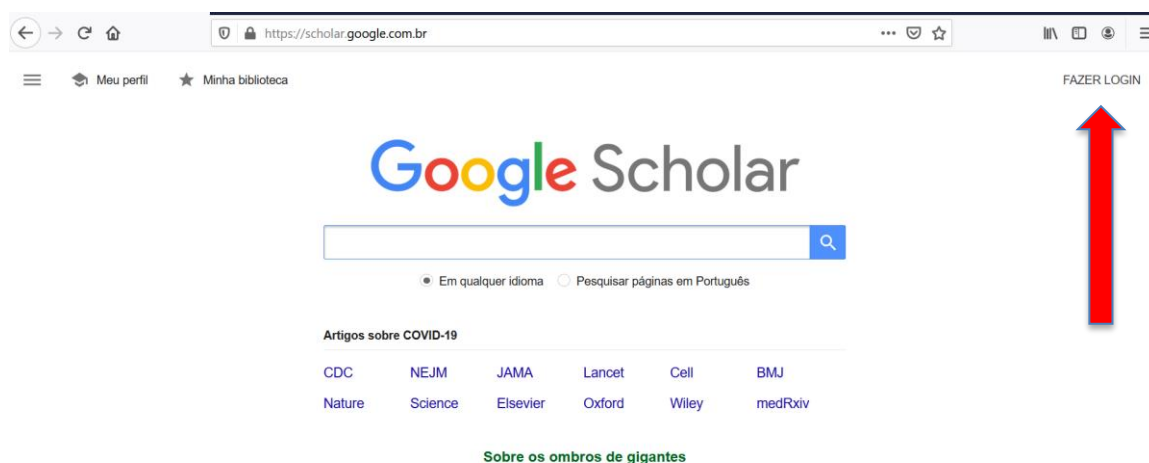 https://scholar.google.com.br
Meu perfil Minha biblioteca FAZER LOGIN
Google Scholar
Em qualquer idioma Pesquisar páginas em Português
Artigos sobre COVID-19
CDC NEJM JAMA Lancet Cell BMJ
Nature Science Elsevier Oxford Wiley medRxiv
Sobre os ombros de gigantes